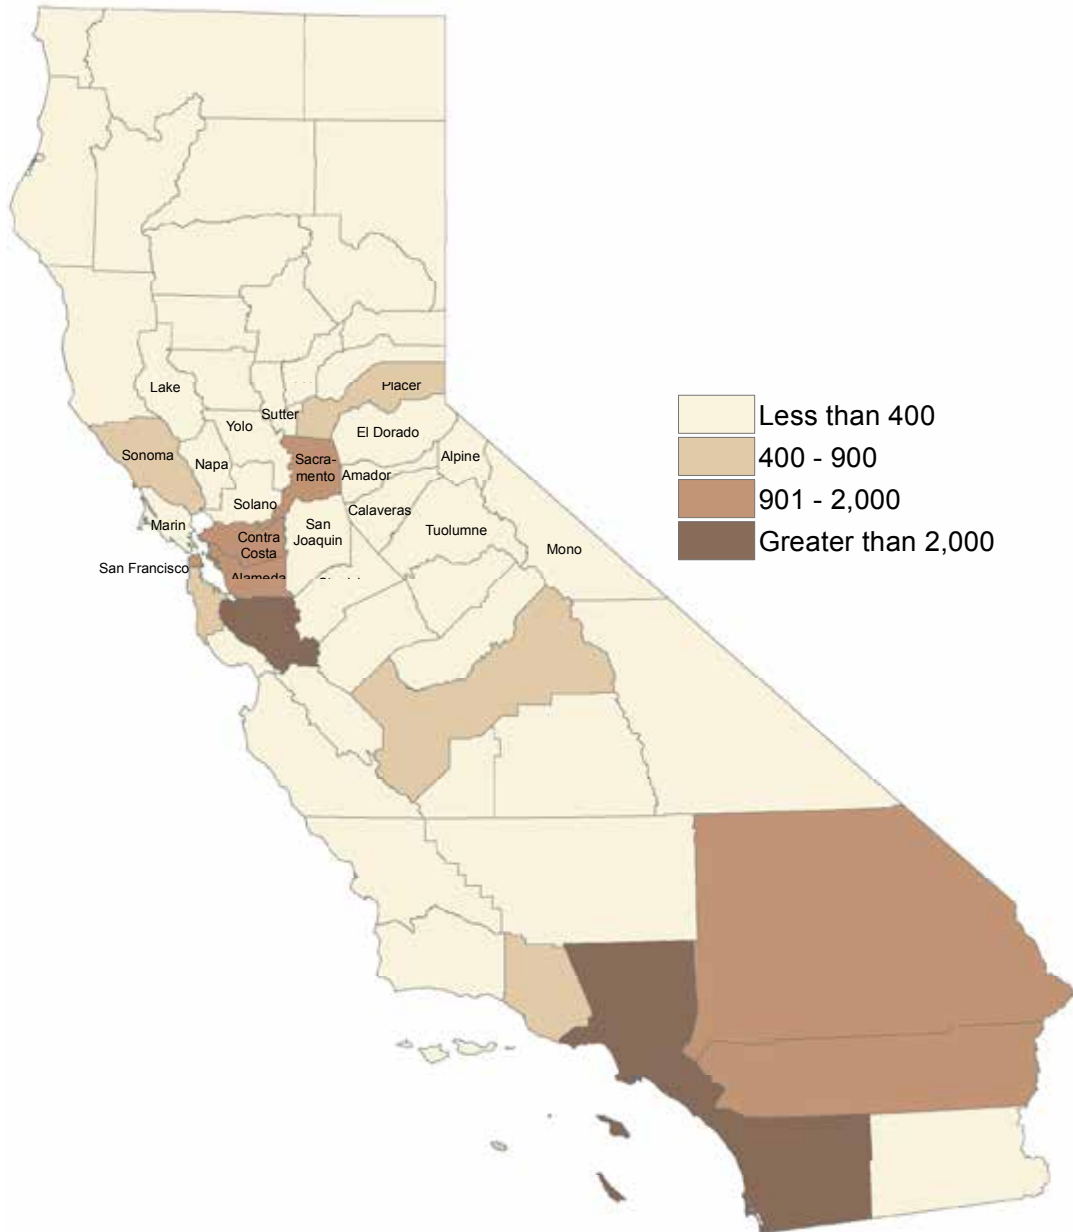 Placer
Lake
Sutter
Yolo
El Dorado
Sonoma
Napa
Sacra-
mento
Alpine
Amador
Solano
Calaveras
Marin
San
Joaquin
Tuolumne
Contra
Costa
Mono
San Francisco
Alameda
Less than 400
400 - 900
901 - 2,000
Greater than 2,000